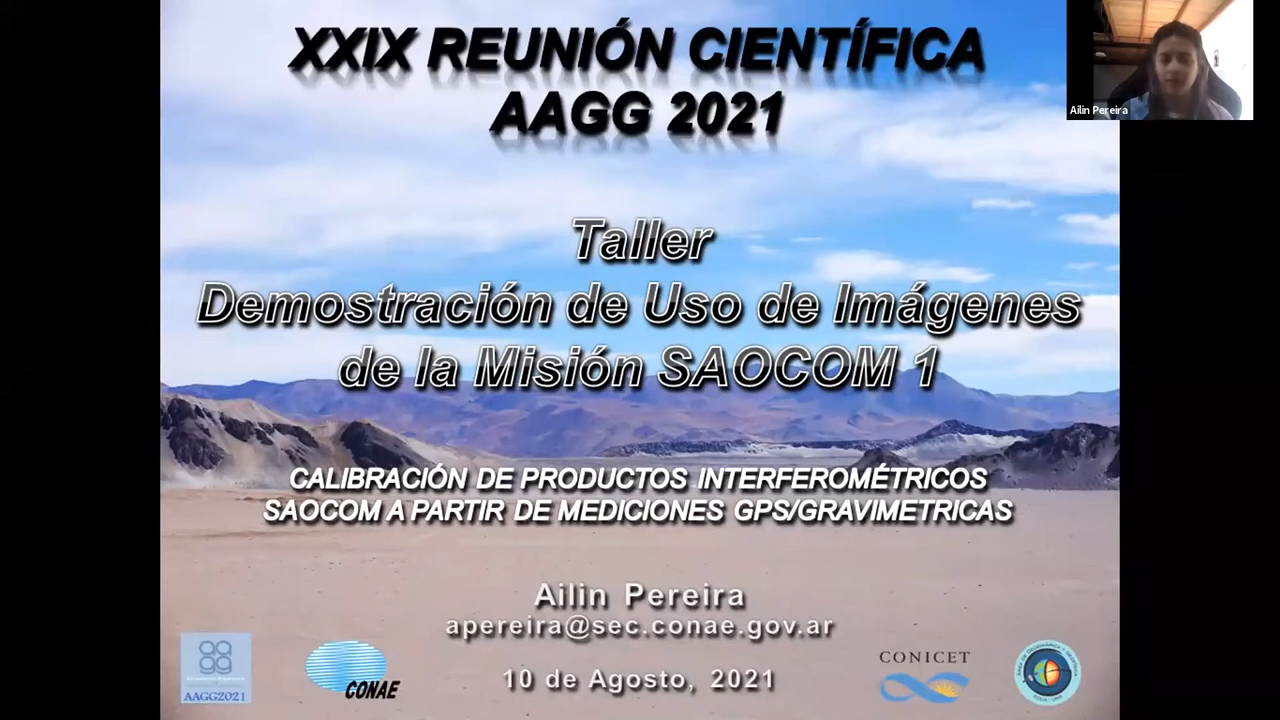 XXIX REUNIÓN CIENTÍFICA
AAGG 2021
Ailin Pereira
Taller
Demostración de Uso de Imágenes
de la Misión SAOCOM 1
CALIBRACIÓN DE PRODUCTOS INTERFEROMÉTRICOS
SAOCOM A PARTIR DE MEDICIONES GPS/GRAVIMETRICAS
Ailin Pereira
apereira@sec.conae.gov.ar
10 de Agosto, 2021
AAGG2021
CONAE
CONICET